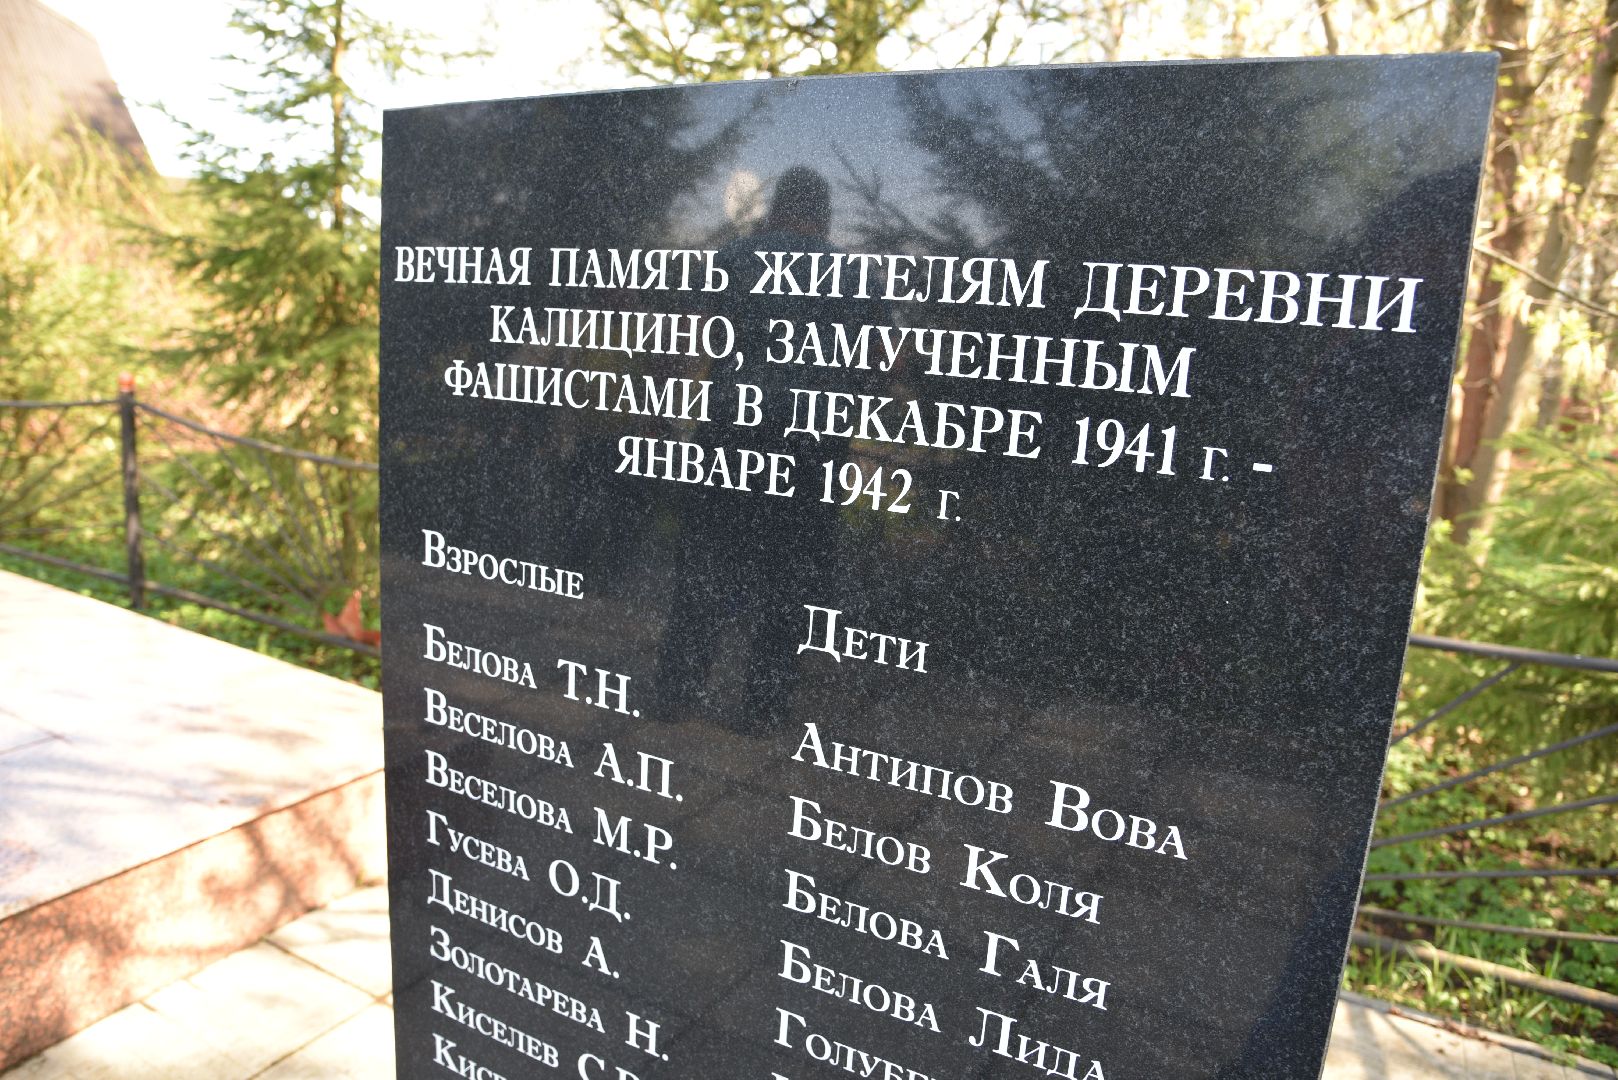 ВЕЧНАЯ ПАМЯТЬ ЖИТЕЛЯМ ДЕРЕВНИ
КАЛИЦИНО, ЗАМУЧЕННЫМ
ФАШИСТАМИ В ДЕКАБРЕ 1941 г. -
ЯНВАРЕ 1942 г.
Взрослые
Белова Т.Н.
Веселова А.П.
Веселова М.Р.
Гусева О.Д.
Денисов А.
Золотарева Н.
Киселев С.
Дети
Антипов Вова
Белов Коля
Белова Галя
Белова Лида